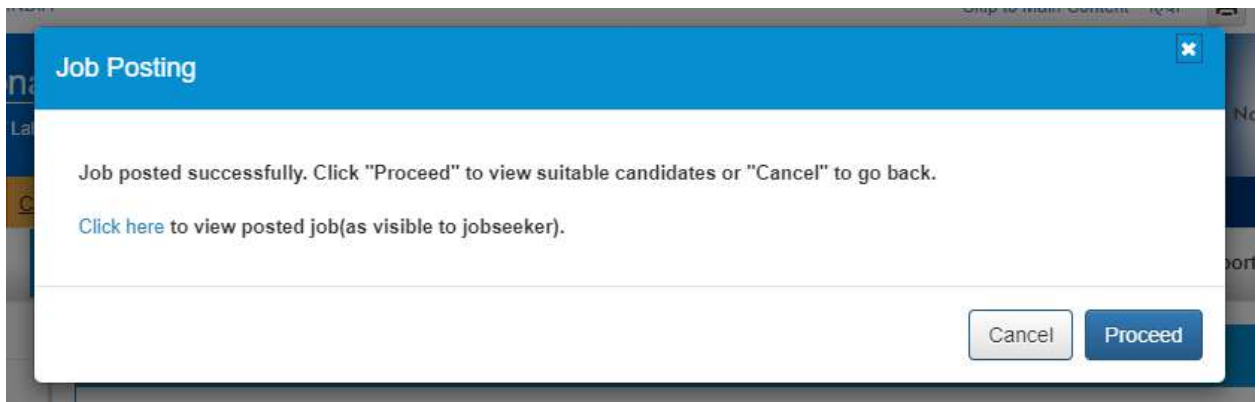 Job Posting
Job posted successfully. Click "Proceed" to view suitable candidates or "Cancel" to go back.
Click here to view posted job(as visible to jobseeker).
Cancel
Proceed